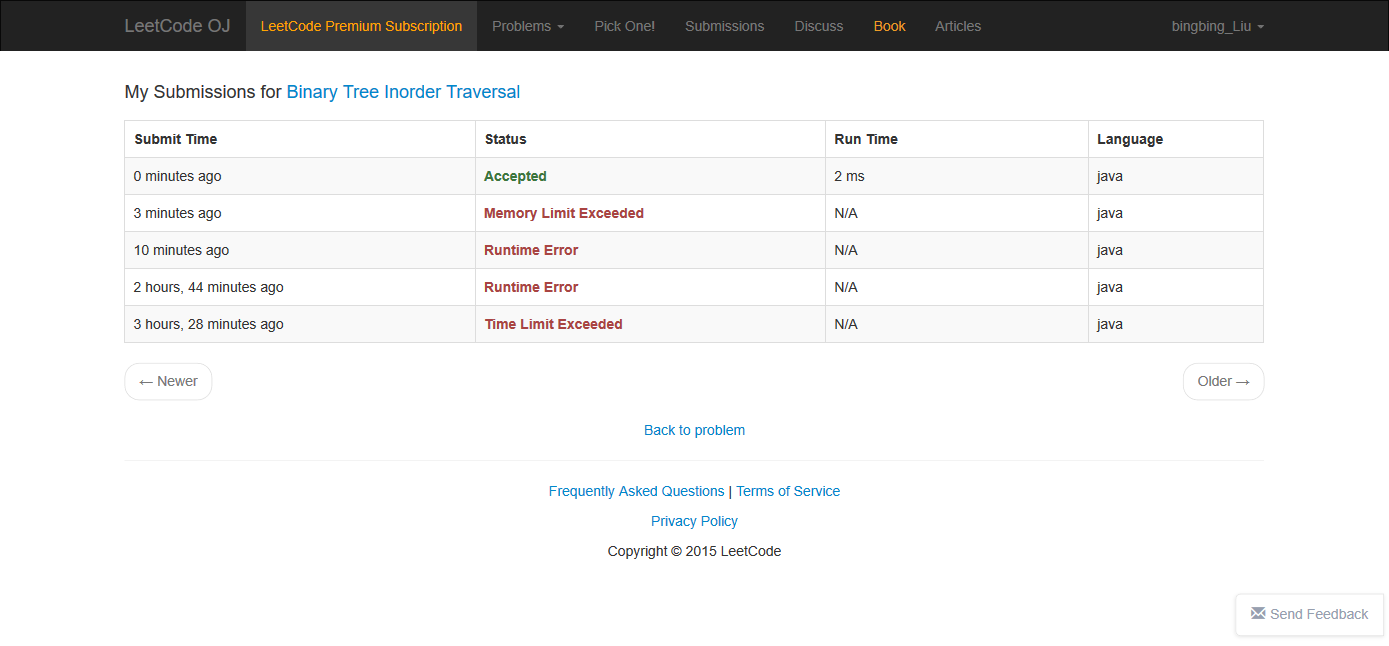 LeetCode OJ LeetCode Premium Subscription Problems Pick One! Submissions Discuss Book Articles bingbing_Liu
My Submissions for Binary Tree Inorder Traversal
Submit Time Status Run Time Language
0 minutes ago Accepted 2 ms java
3 minutes ago Memory Limit Exceeded N/A java
10 minutes ago Runtime Error N/A java
2 hours, 44 minutes ago Runtime Error N/A java
3 hours, 28 minutes ago Time Limit Exceeded N/A java
← Newer Older →
Back to problem
Frequently Asked Questions | Terms of Service
Privacy Policy
Copyright © 2015 LeetCode
Send Feedback